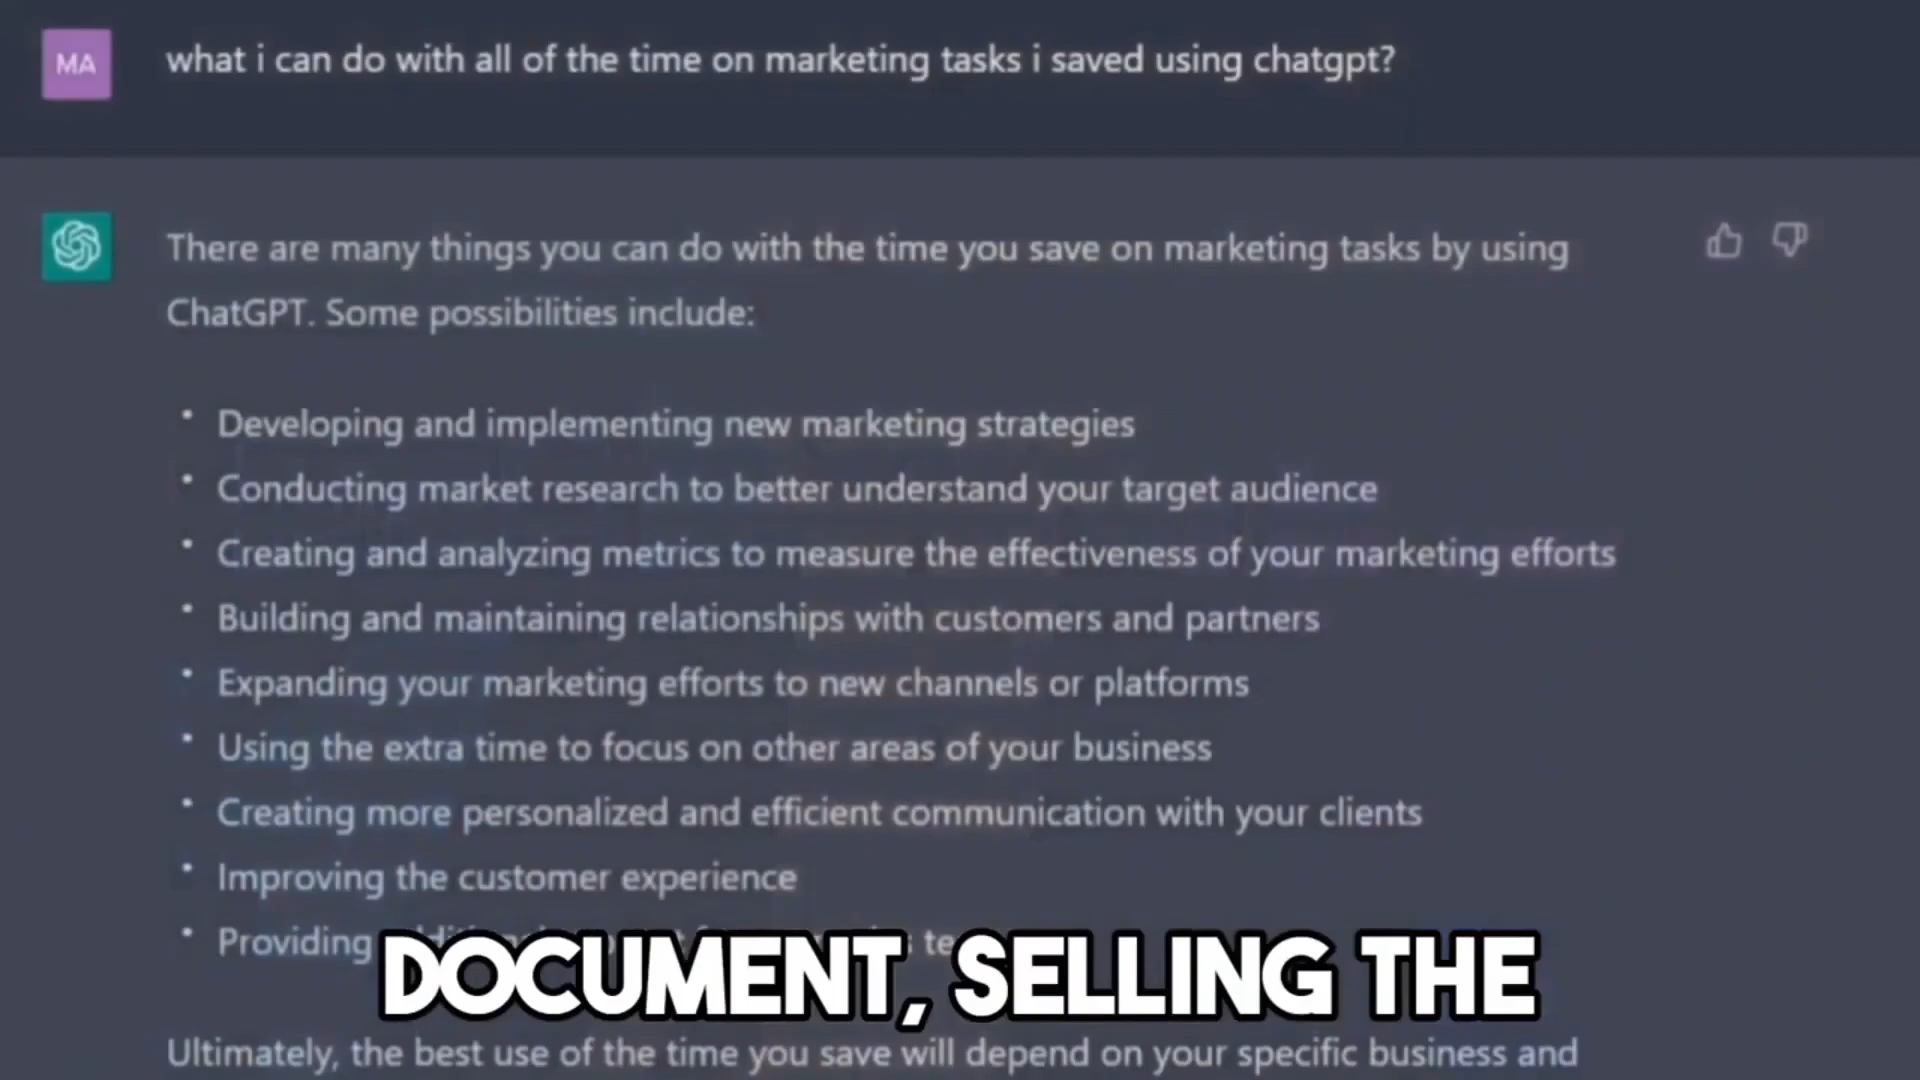 MA
what i can do with all of the time on marketing tasks i saved using chatgpt?
There are many things you can do with the time you save on marketing tasks by using
ChatGPT. Some possibilities include:
• Developing and implementing new marketing strategies
• Conducting market research to better understand your target audience
• Creating and analyzing metrics to measure the effectiveness of your marketing efforts
• Building and maintaining relationships with customers and partners
• Expanding your marketing efforts to new channels or platforms
• Using the extra time to focus on other areas of your business
• Creating more personalized and efficient communication with your clients
• Improving the customer experience
• Providing
DOCUMENT, SELLING THE
Ultimately, the best use of the time you save will depend on your specific business and